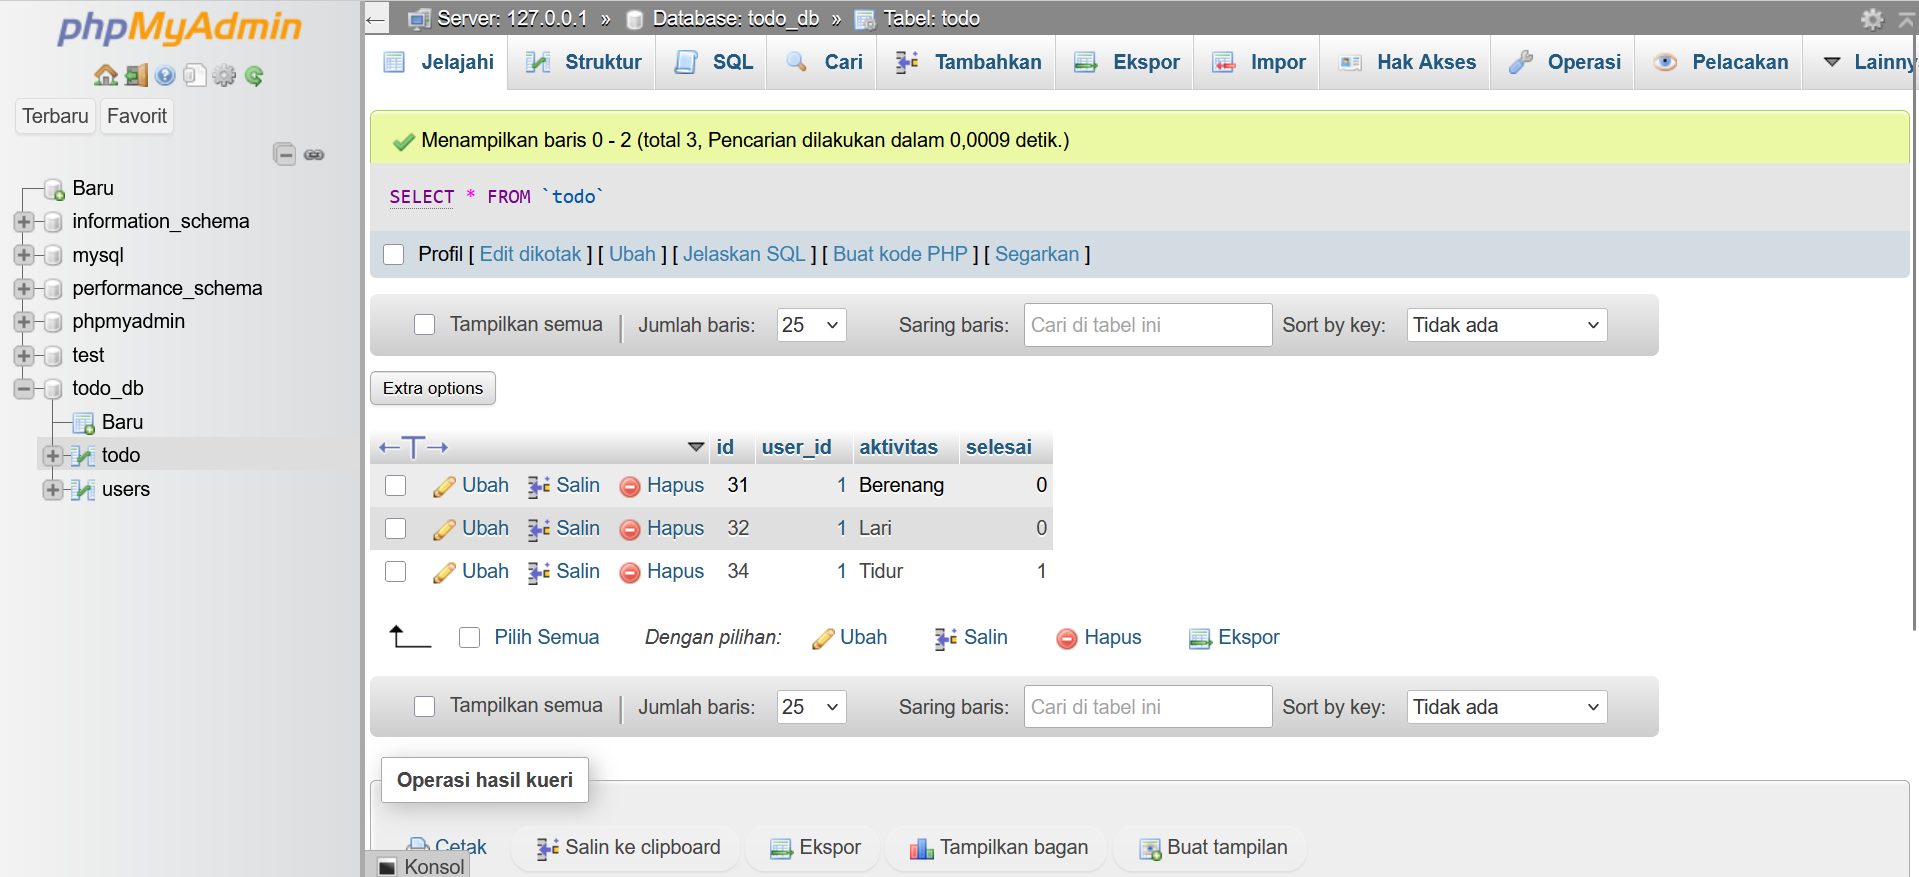 phpMyAdmin
Terbaru Favorit
Baru
information_schema
mysql
performance_schema
phpmyadmin
test
todo_db
Baru
todo
users
Server: 127.0.0.1 » Database: todo_db » Tabel: todo
Jelajahi Struktur SQL Cari Tambahkan Ekspor Impor Hak Akses Operasi Pelacakan Lainny
Menampilkan baris 0 - 2 (total 3, Pencarian dilakukan dalam 0,0009 detik.)
SELECT * FROM `todo`
Profil [ Edit dikotak ] [ Ubah ] [ Jelaskan SQL ] [ Buat kode PHP ] [ Segarkan ]
Tampilkan semua Jumlah baris: 25 Saring baris: Cari di tabel ini Sort by key: Tidak ada
Extra options
←T→ id user_id aktivitas selesai
Ubah Salin Hapus 31 1 Berenang 0
Ubah Salin Hapus 32 1 Lari 0
Ubah Salin Hapus 34 1 Tidur 1
Pilih Semua Dengan pilihan: Ubah Salin Hapus Ekspor
Tampilkan semua Jumlah baris: 25 Saring baris: Cari di tabel ini Sort by key: Tidak ada
Operasi hasil kueri
Cetak Salin ke clipboard Ekspor Tampilkan bagan Buat tampilan
Konsol